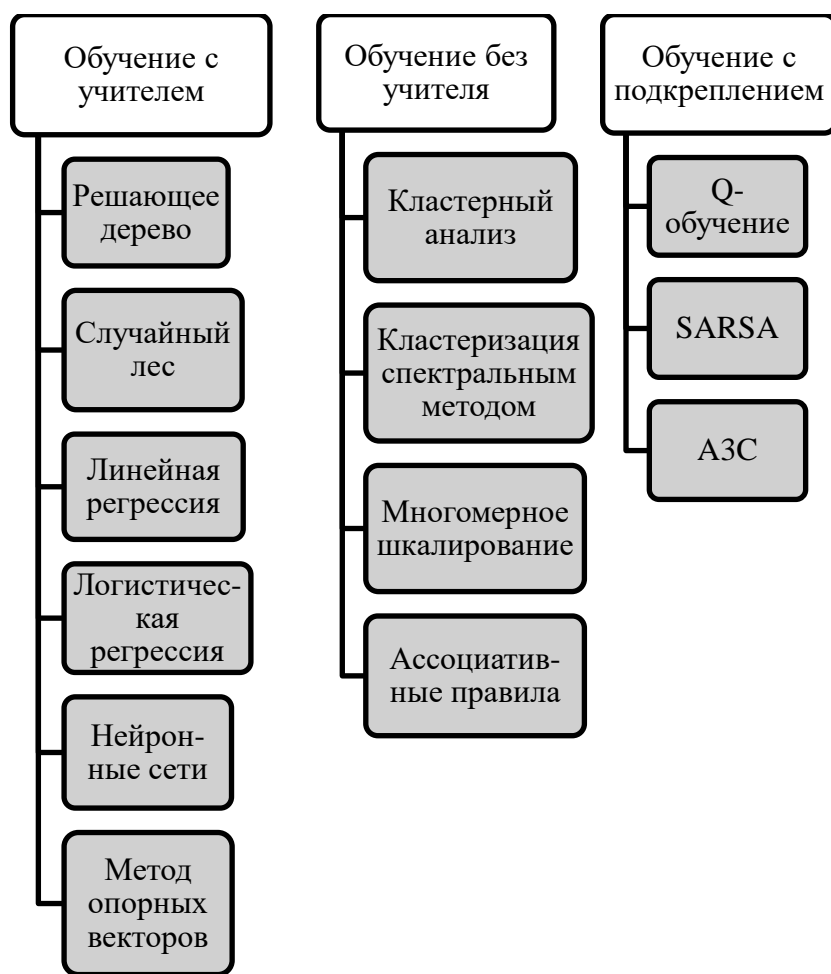 Обучение с
учителем
Решающее
дерево
Случайный
лес
Линейная
регрессия
Логистичес-
кая
регрессия
Нейрон-
ные сети
Метод
опорных
векторов
Обучение без
учителя
Кластерный
анализ
Кластеризация
спектральным
методом
Многомерное
шкалирование
Ассоциатив-
ные правила
Обучение с
подкреплением
Q-
обучение
SARSA
A3C